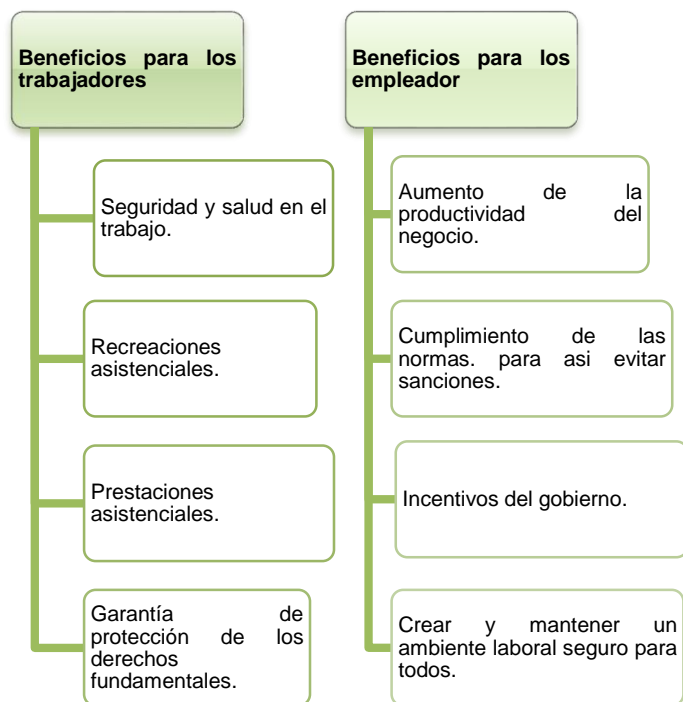 Beneficios para los
trabajadores
Seguridad y salud en el
trabajo.
Recreaciones
asistenciales.
Prestaciones
asistenciales.
Garantía de
protección de los
derechos
fundamentales.
Beneficios para los
empleador
Aumento de la
productividad del
negocio.
Cumplimiento de las
normas. para asi evitar
sanciones.
Incentivos del gobierno.
Crear y mantener un
ambiente laboral seguro para
todos.